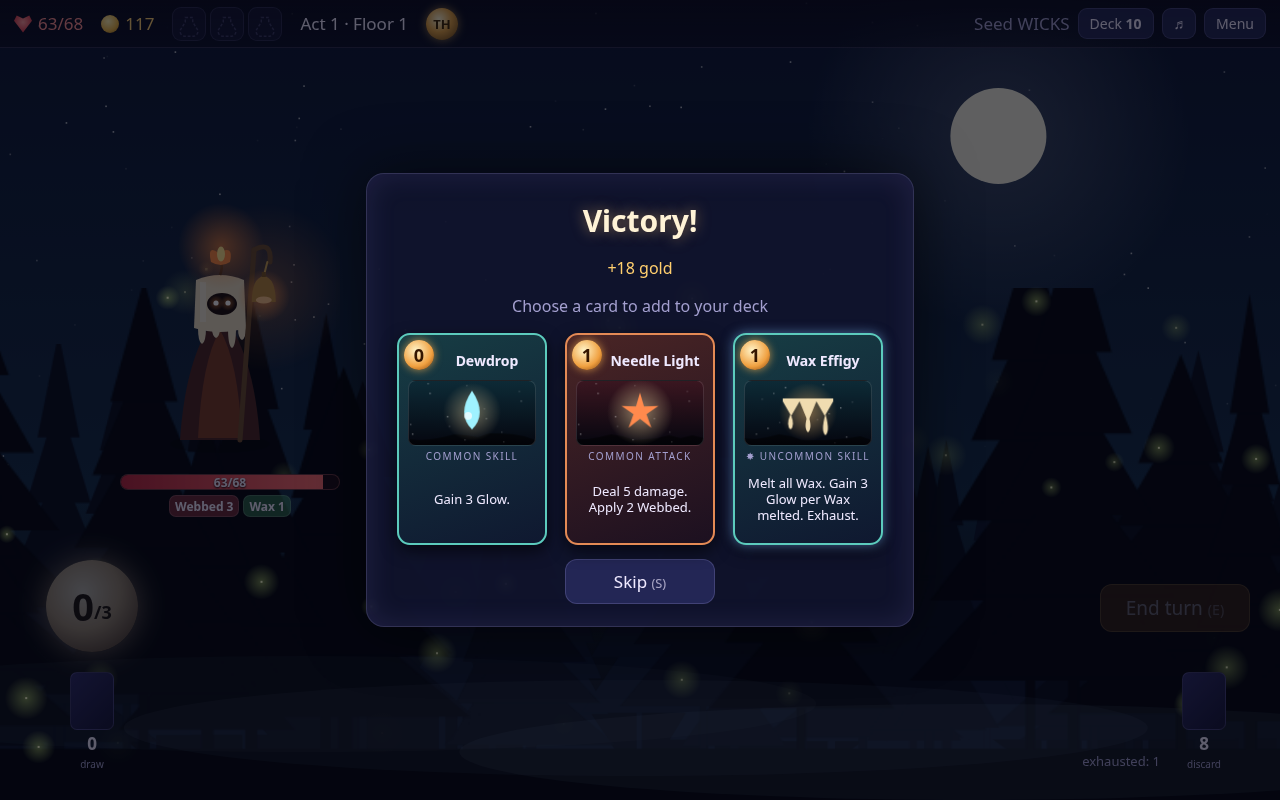 63/68 117 Act 1 · Floor 1 TH Seed WICKS Deck 10 ♬ Menu
Victory!
+18 gold
Choose a card to add to your deck
0 Dewdrop
COMMON SKILL
Gain 3 Glow.
1 Needle Light
COMMON ATTACK
Deal 5 damage.
Apply 2 Webbed.
1 Wax Effigy
✸ UNCOMMON SKILL
Melt all Wax. Gain 3
Glow per Wax
melted. Exhaust.
63/68
Webbed 3 Wax 1
Skip (S)
0/3
End turn (E)
0
draw
exhausted: 1
8
discard